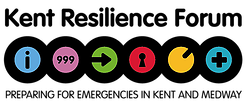 Kent Resilience Forum
i 999
PREPARING FOR EMERGENCIES IN KENT AND MEDWAY